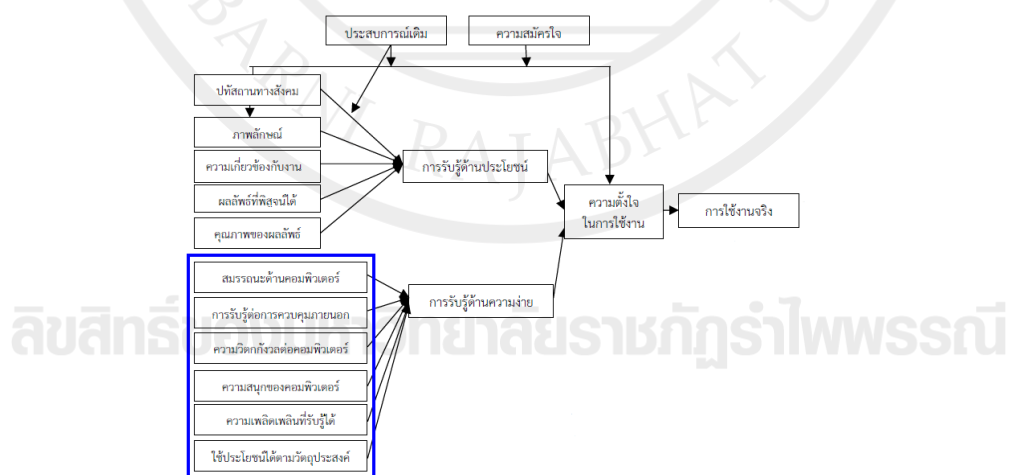 ประสบการณ์เดิม
ความสมัครใจ
ปทัสถานทางสังคม
ภาพลักษณ์
ความเกี่ยวข้องกับงาน
ผลลัพธ์ที่พิสูจน์ได้
คุณภาพของผลลัพธ์
การรับรู้ด้านประโยชน์
ความตั้งใจ
ในการใช้งาน
การใช้งานจริง
สมรรถนะด้านคอมพิวเตอร์
การรับรู้ต่อการควบคุมภายนอก
ความวิตกกังวลต่อคอมพิวเตอร์
ความสนุกของคอมพิวเตอร์
ความเพลิดเพลินที่รับรู้ได้
ใช้ประโยชน์ได้ตามวัตถุประสงค์
การรับรู้ด้านความง่าย
RAJABHAT
ลิขสิทธิ์ของมหาวิทยาลัยราชภัฏรำไพพรรณี